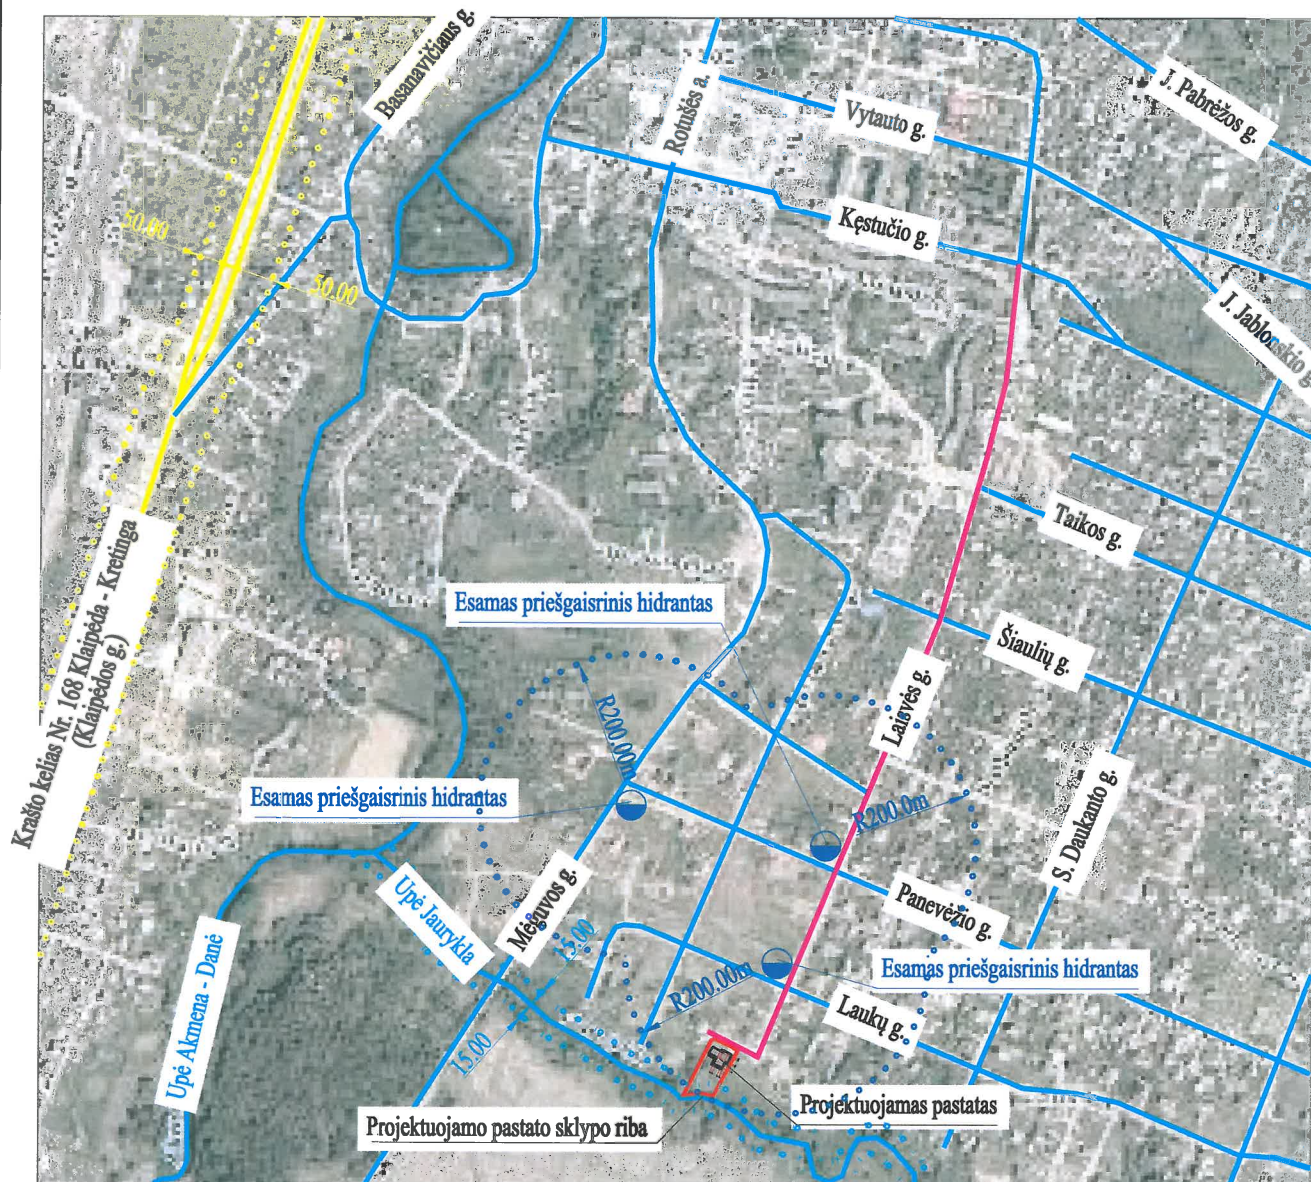 Basanavičiaus g.
Rotušės a.
Vytauto g.
J. Pabrėžos g.
Kęstučio g.
50.00
50.00
J. Jablonskio g.
Krašto kelias Nr. 168 Klaipėda - Kretinga
(Klaipėdos g.)
Taikos g.
Esamas priešgaisrinis hidrantas
Šiaulių g.
Laisvės g.
R200.00m
Esamas priešgaisrinis hidrantas
R200.0m
S. Daukanto g.
Upė Jaurykla
Mėguvos g.
Panevėžio g.
15.00
Esamas priešgaisrinis hidrantas
R200.00m
Upė Akmena - Danė
Laukų g.
15.00
Projektuojamas pastatas
Projektuojamo pastato sklypo riba